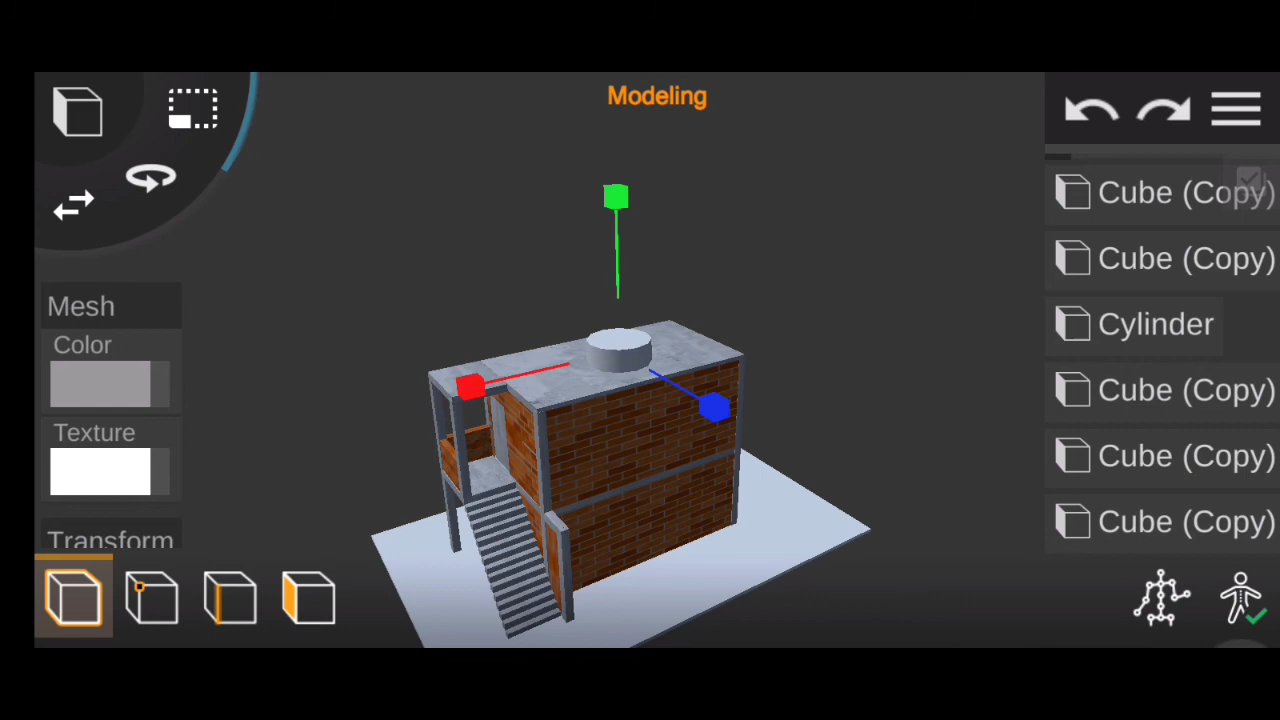 Modeling
Mesh
Color
Texture
Transform
Cube (Copy)
Cube (Copy)
Cylinder
Cube (Copy)
Cube (Copy)
Cube (Copy)